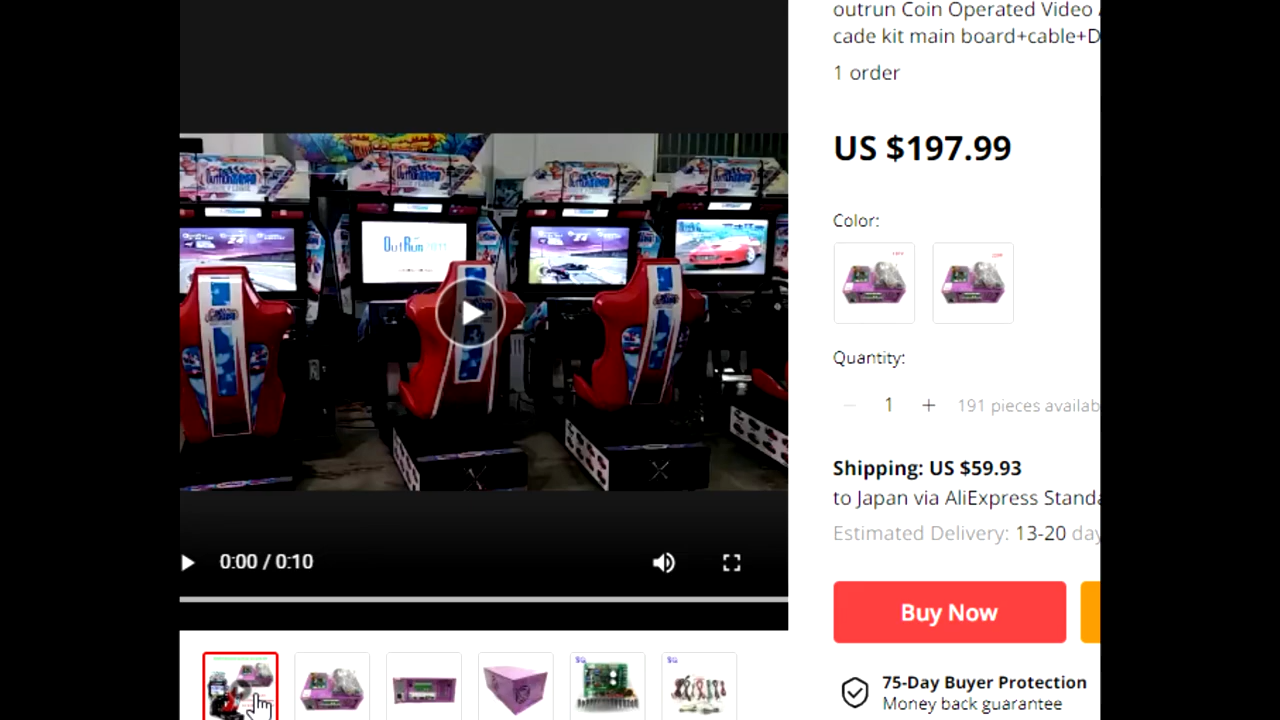 outrun Coin Operated Video
cade kit main board+cable+D
1 order
US $197.99
Color:
Quantity:
1
191 pieces availab
Shipping: US $59.93
to Japan via AliExpress Standa
Estimated Delivery: 13-20 day
Buy Now
75-Day Buyer Protection
Money back guarantee
OutRun
0:00 / 0:10